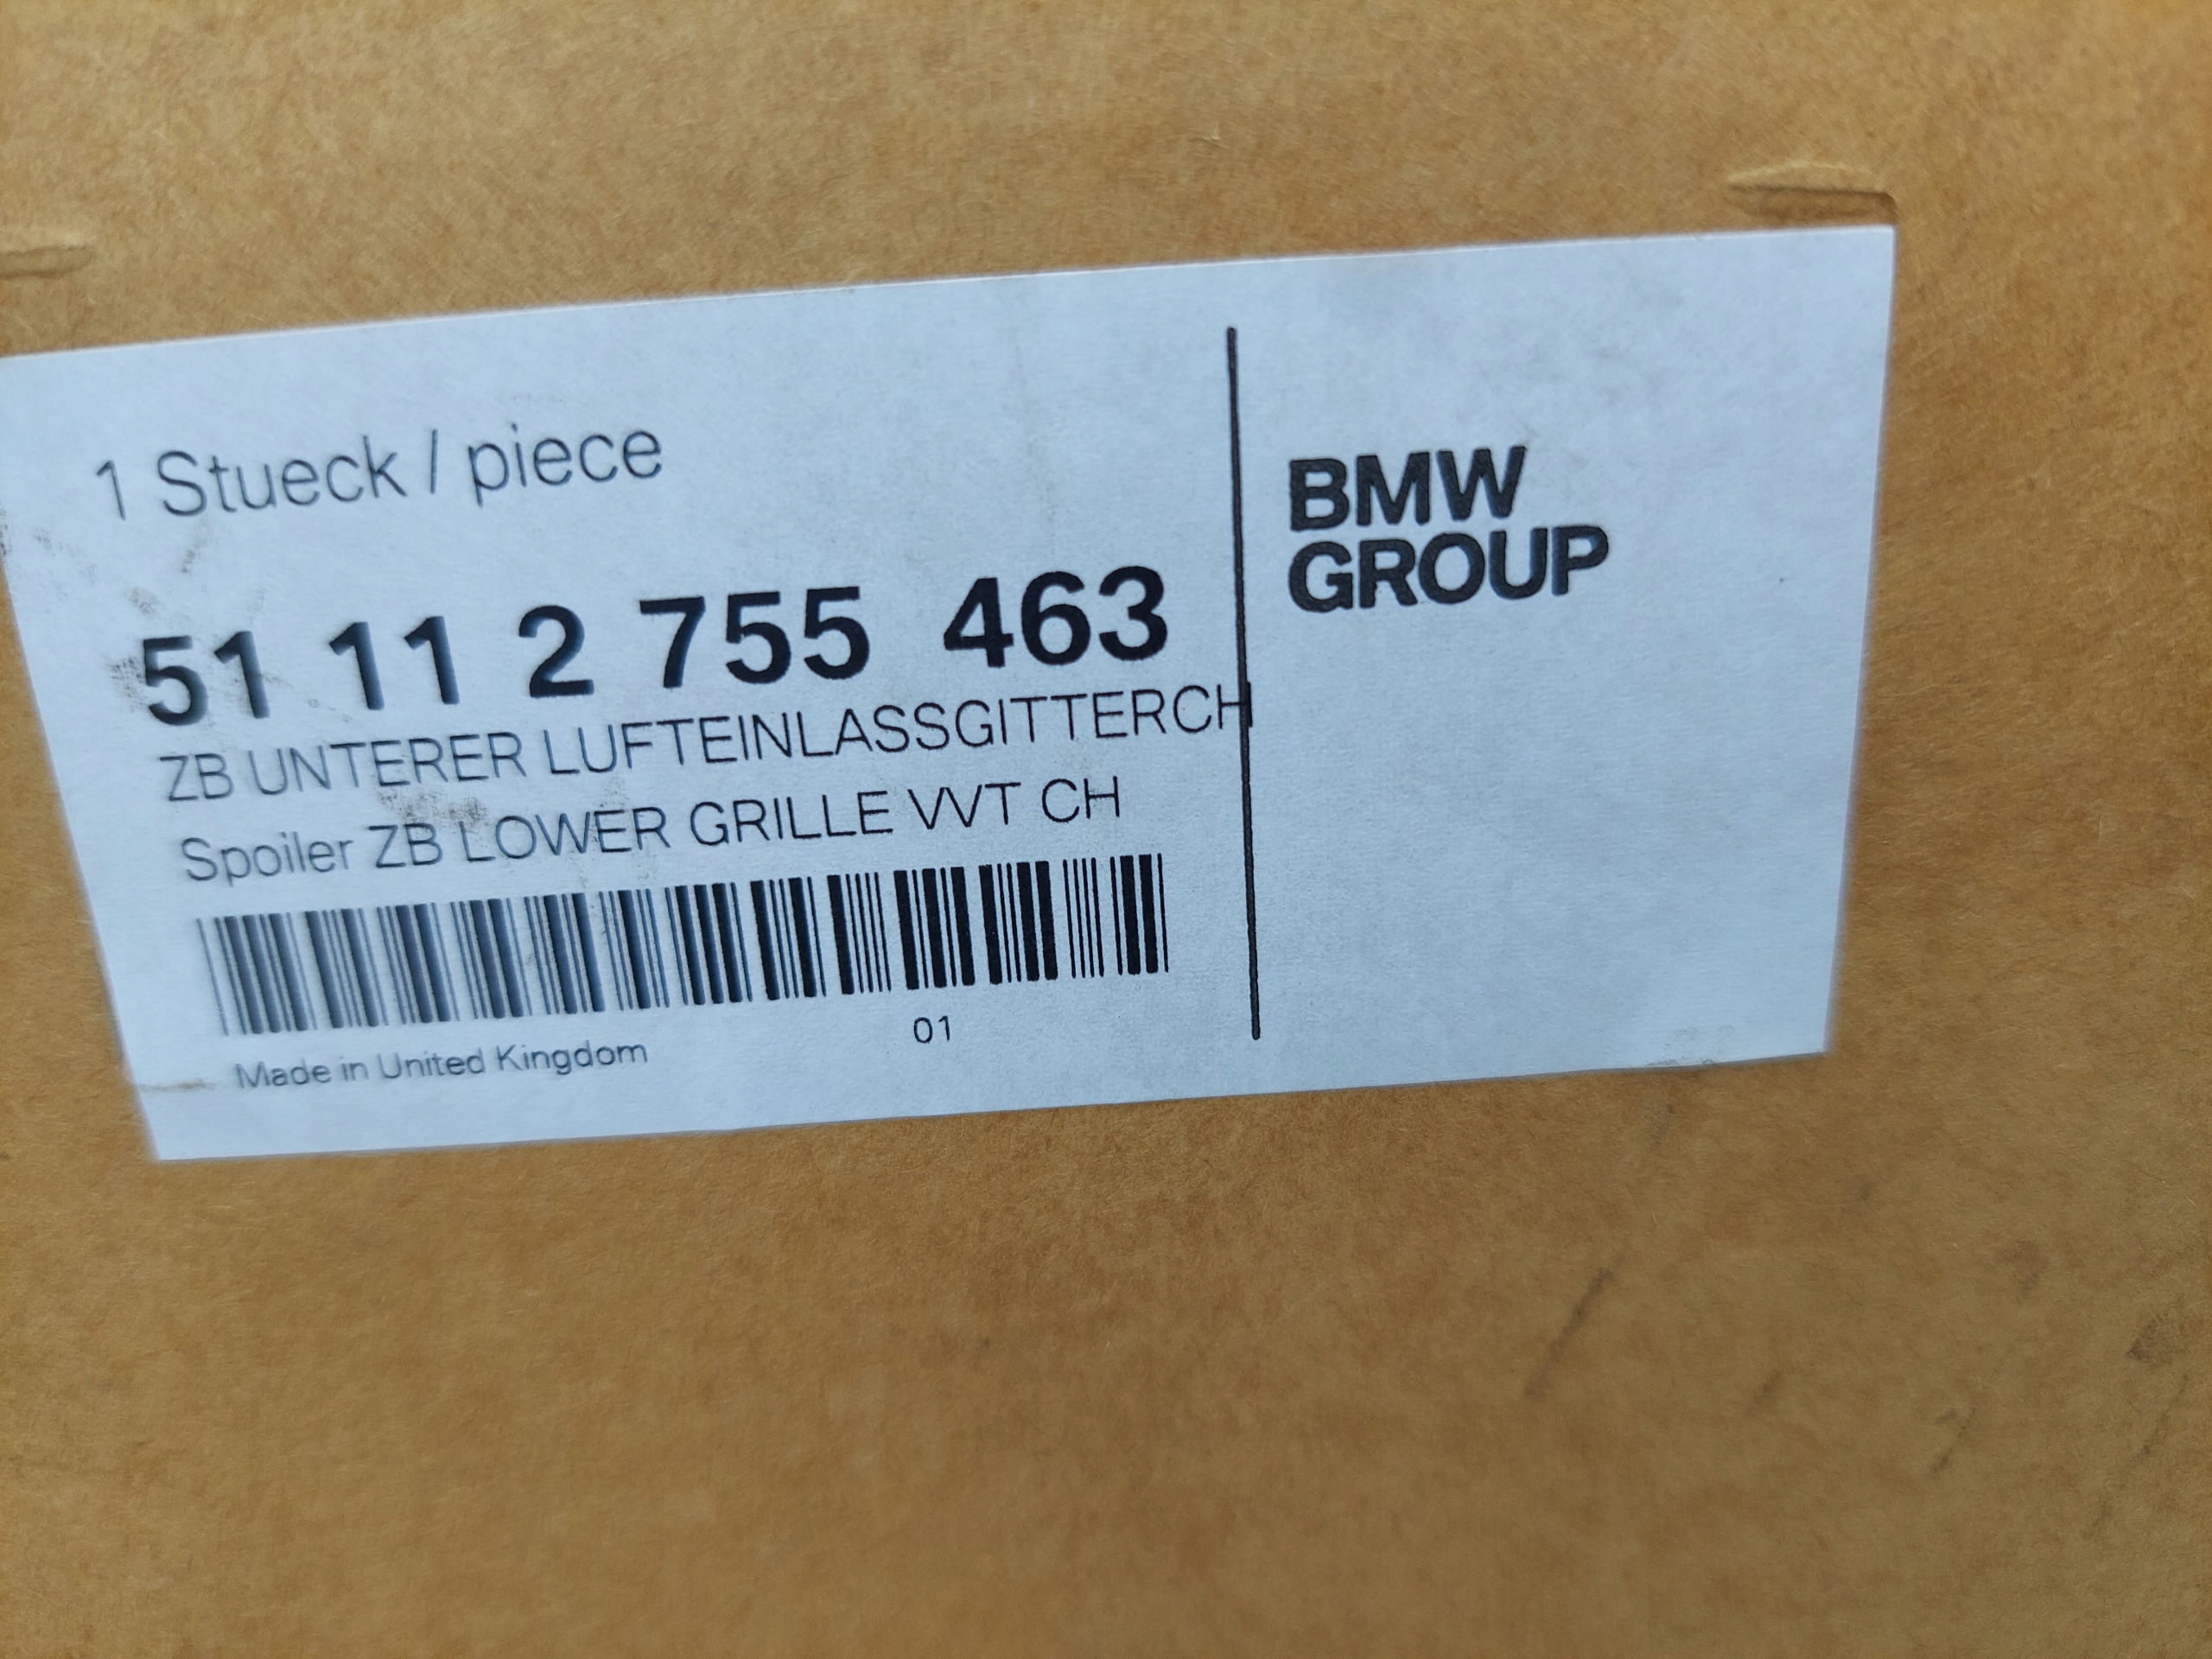 1 Stueck / piece
51 11 2 755 463
ZB UNTERER LUFTEINLASSGITTERCH
Spoiler ZB LOWER GRILLE VVT CH
01
Made in United Kingdom
BMW
GROUP